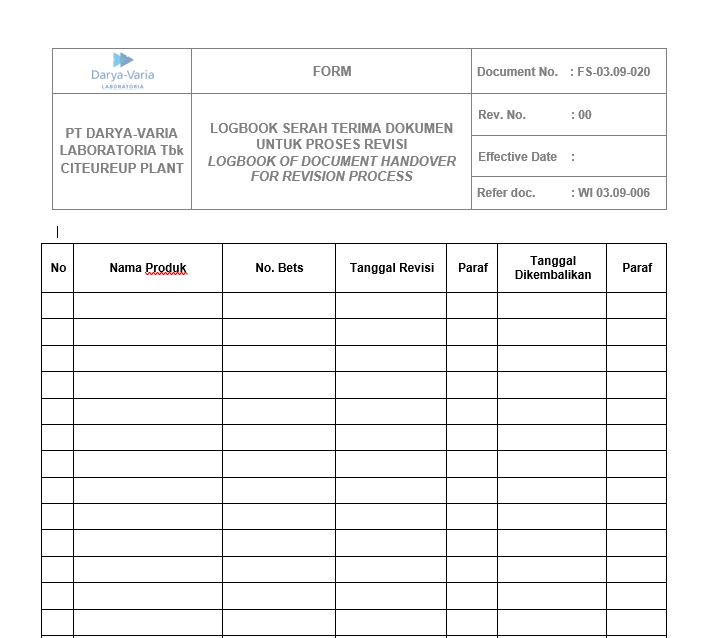 Darya-Varia
LABORATORIA
FORM
Document No. : FS-03.09-020
PT DARYA-VARIA
LABORATORIA Tbk
CITEUREUP PLANT
LOGBOOK SERAH TERIMA DOKUMEN
UNTUK PROSES REVISI
LOGBOOK OF DOCUMENT HANDOVER
FOR REVISION PROCESS
Rev. No. : 00
Effective Date :
Refer doc. : WI 03.09-006
No Nama Produk No. Bets Tanggal Revisi Paraf Tanggal Dikembalikan Paraf